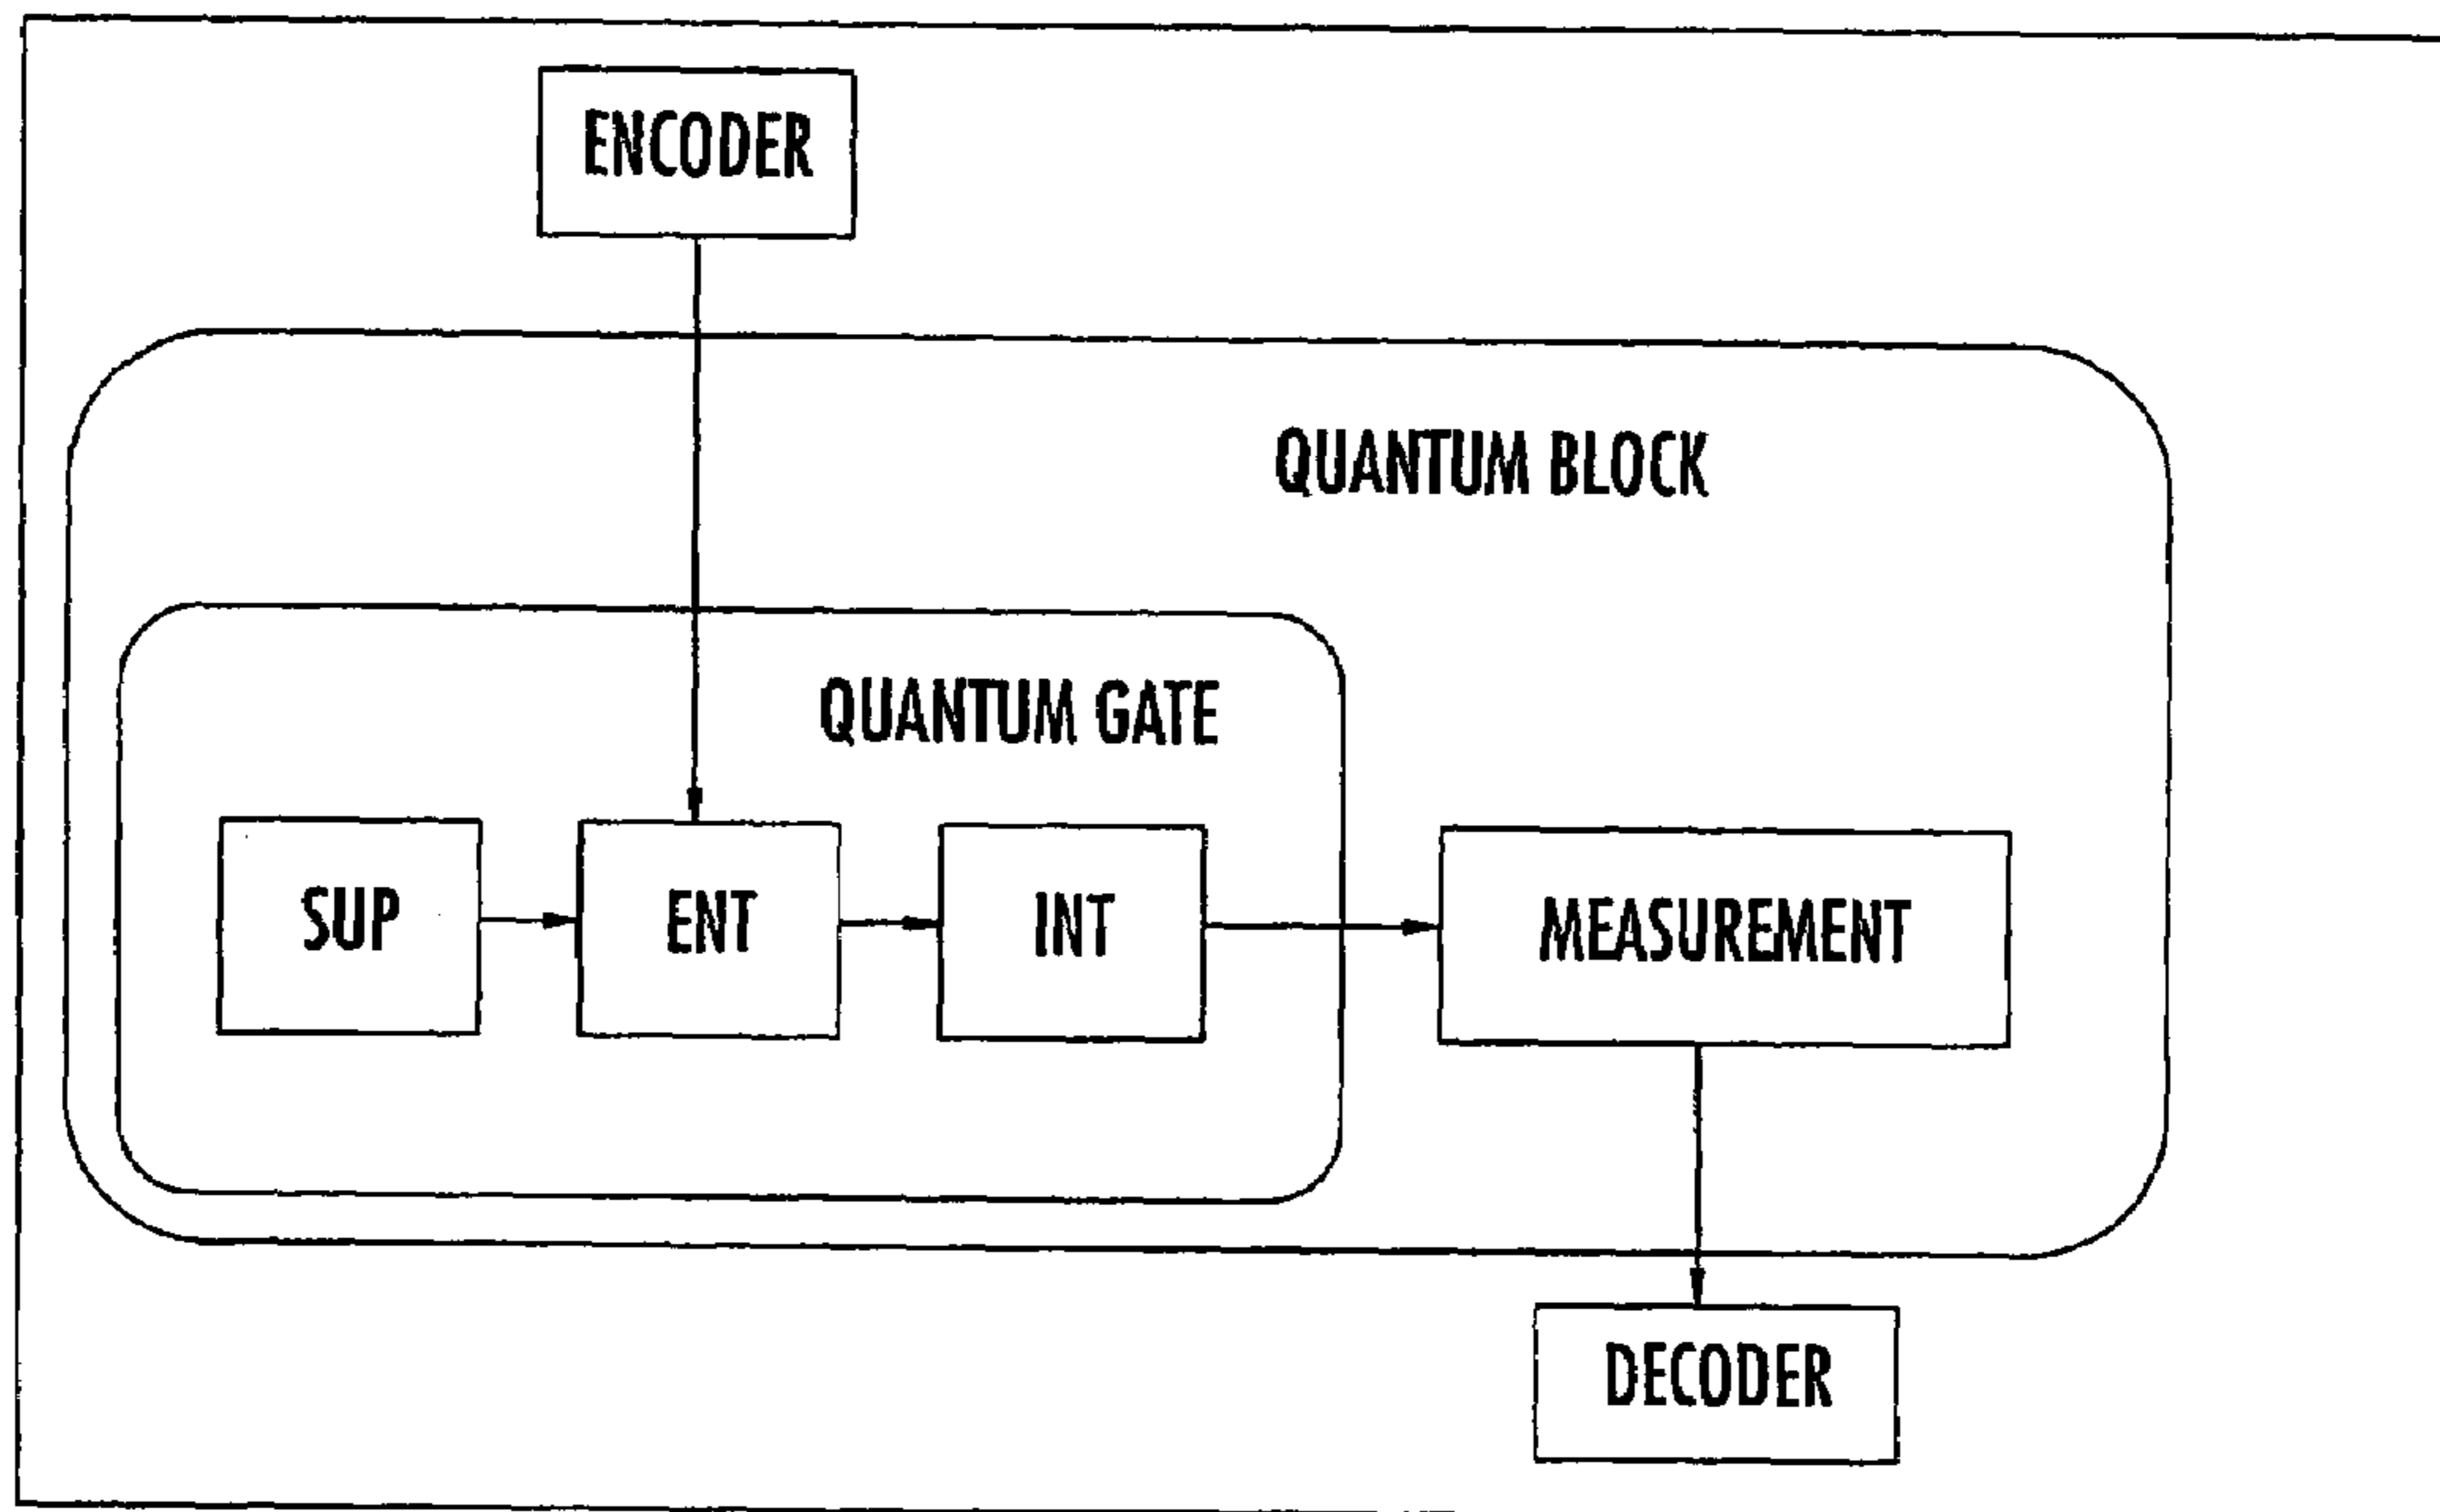 ENCODER
QUANTUM BLOCK
QUANTUM GATE
SUP
ENT
INT
MEASUREMENT
DECODER